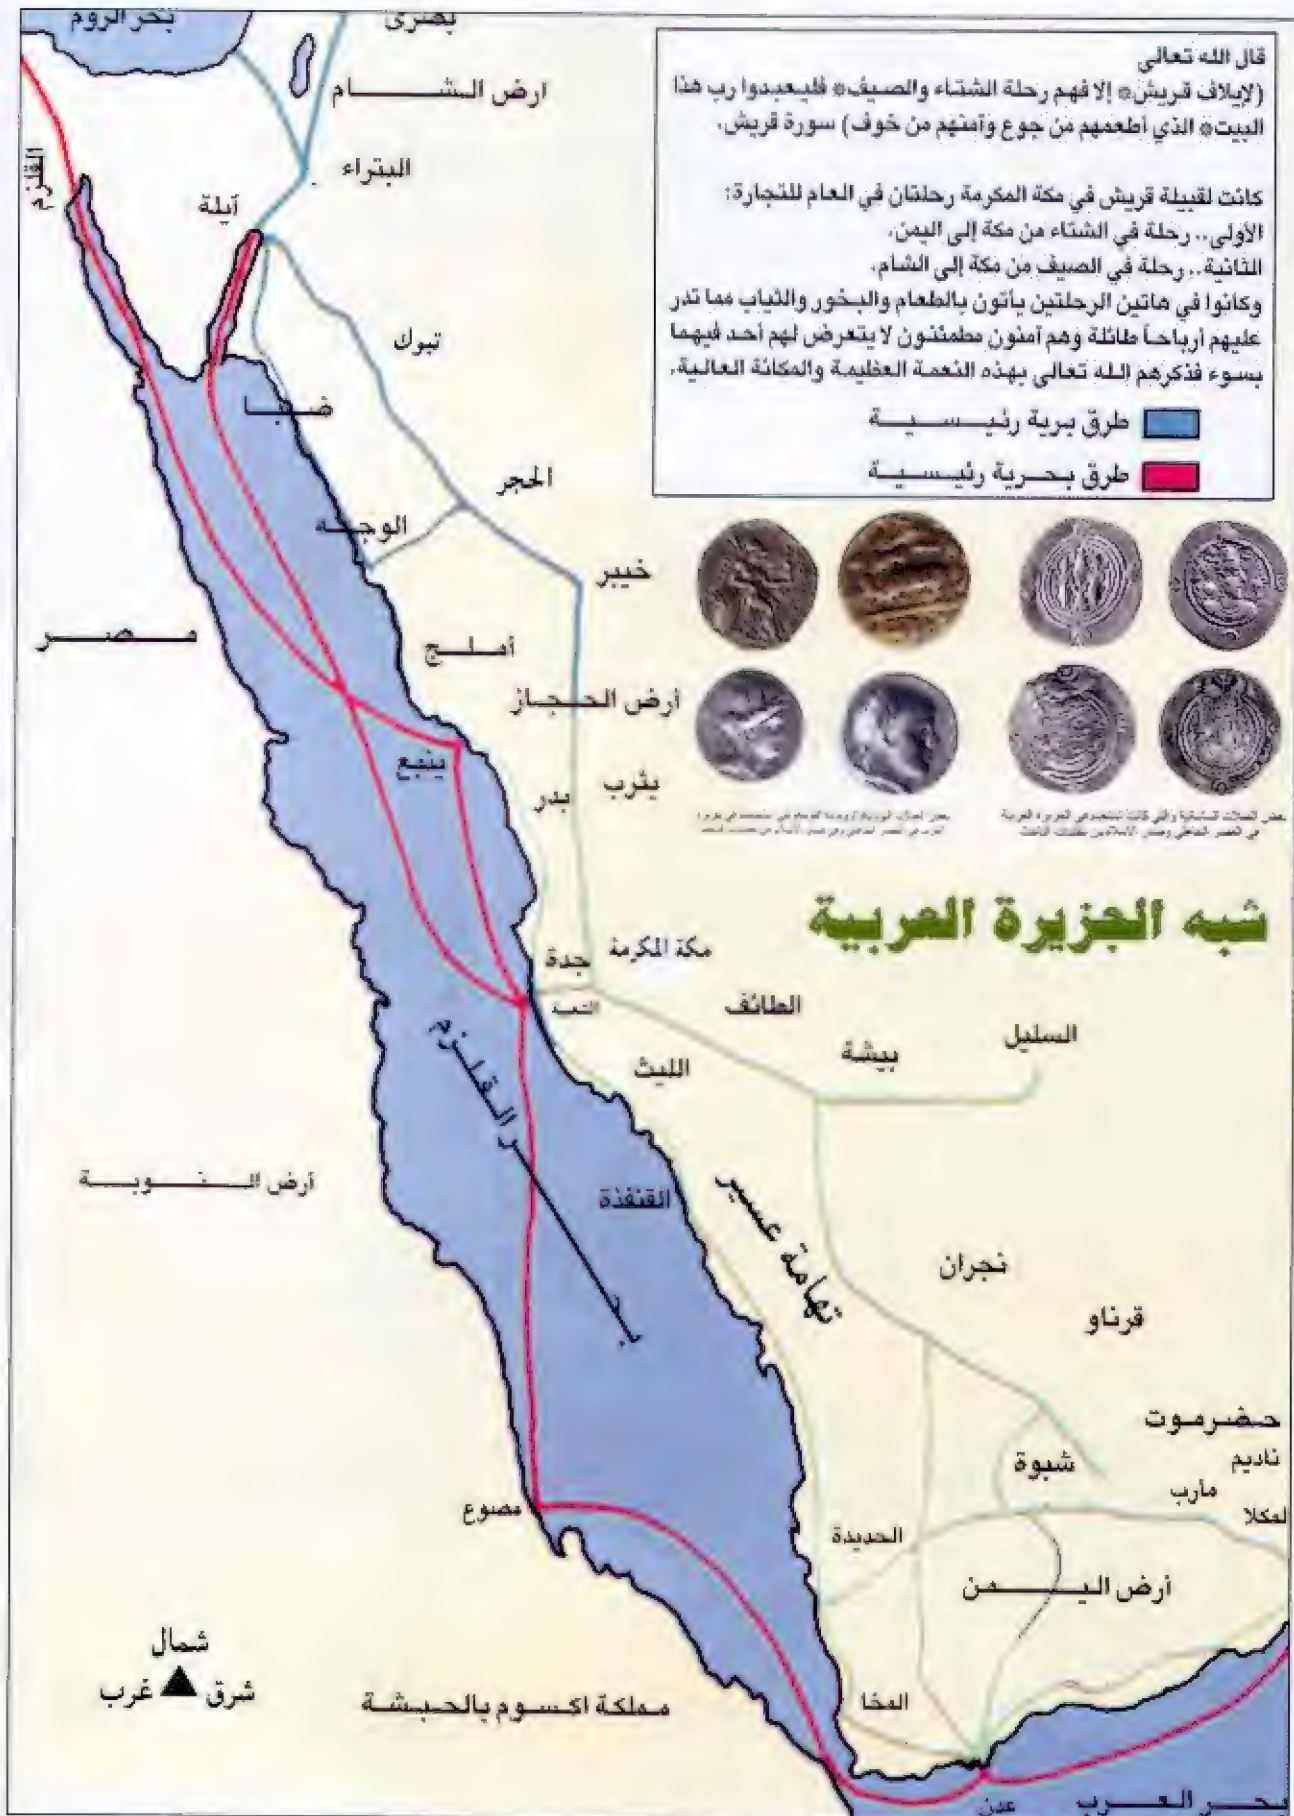 قال الله تعالى
(لإيلاف قريش* إلافهم رحلة الشتاء والصيف* فليعبدوا رب هذا
البيت* الذي أطعمهم من جوع وآمنهم من خوف) سورة قريش.
كانت لقبيلة قريش في مكة المكرمة رحلتان في العام للتجارة:
الأولى.. رحلة في الشتاء من مكة إلى اليمن.
الثانية.. رحلة في الصيف من مكة إلى الشام.
وكانوا في هاتين الرحلتين يأتون بالطعام والبخور والثياب مما تدر
عليهم أرباحاً طائلة وهم آمنون مطمئنون لا يتعرض لهم أحد فيهما
بسوء فذكرهم الله تعالى بهذه النعمة العظيمة والمكانة العالية.
طرق برية رئيسية
طرق بحرية رئيسية
بحر الروم
بصرى
ارض الشام
البتراء
القلزم
آيلة
تبوك
ضبا
الحجر
الوجه
خيبر
مصر
أملج
أرض الحجاز
ينبع
يثرب
بدر
شبه الجزيرة العربية
مكة المكرمة
جدة
الطائف
السليل
بيشة
الليث
بحر القلزم
أرض النوبة
القنفذة
تهامة عسير
نجران
قرناو
حضرموت
ناديم
شبوة
مأرب
لمكلا
مصوع
الحديدة
أرض اليمن
شمال
شرق غرب
مملكة اكسوم بالحبشة
المخا
عدن
بحر العرب